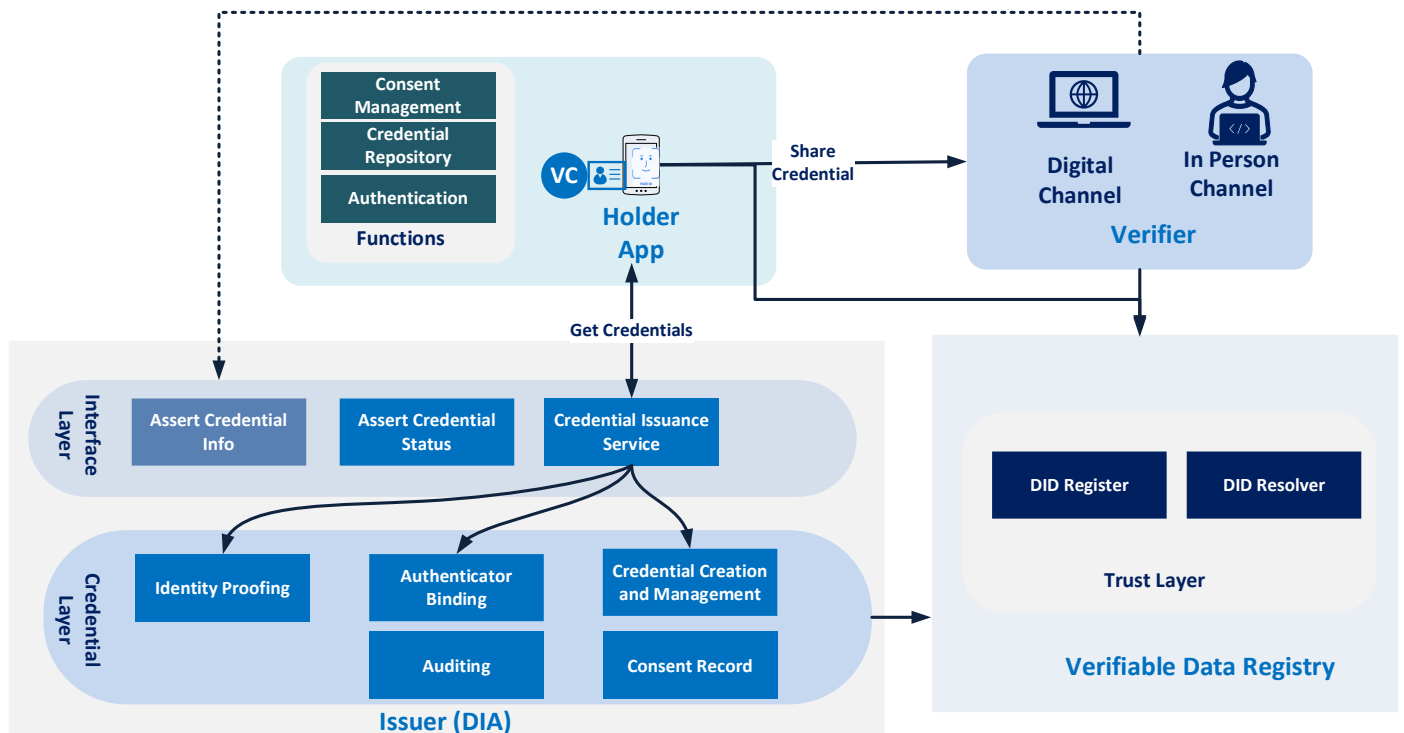 Consent
Management
Credential
Repository
Authentication
Functions
VC
Holder
App
Share
Credential
Digital
Channel
In Person
Channel
Verifier
Get Credentials
Interface
Layer
Assert Credential
Info
Assert Credential
Status
Credential Issuance
Service
Credential
Layer
Identity Proofing
Authenticator
Binding
Credential Creation
and Management
Auditing
Consent Record
Issuer (DIA)
DID Register
DID Resolver
Trust Layer
Verifiable Data Registry